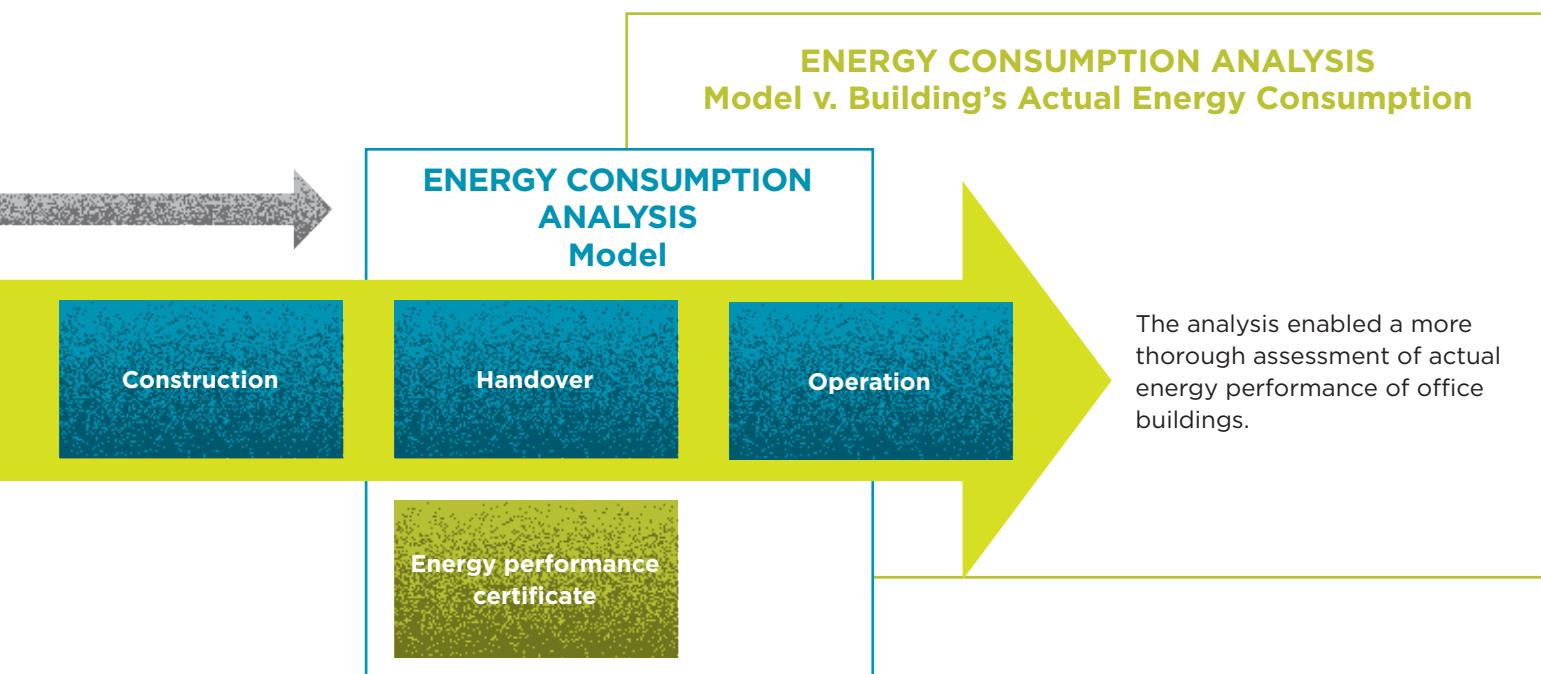 ENERGY CONSUMPTION ANALYSIS
Model v. Building’s Actual Energy Consumption
ENERGY CONSUMPTION
ANALYSIS
Model
Construction
Handover
Operation
The analysis enabled a more
thorough assessment of actual
energy performance of office
buildings.
Energy performance
certificate